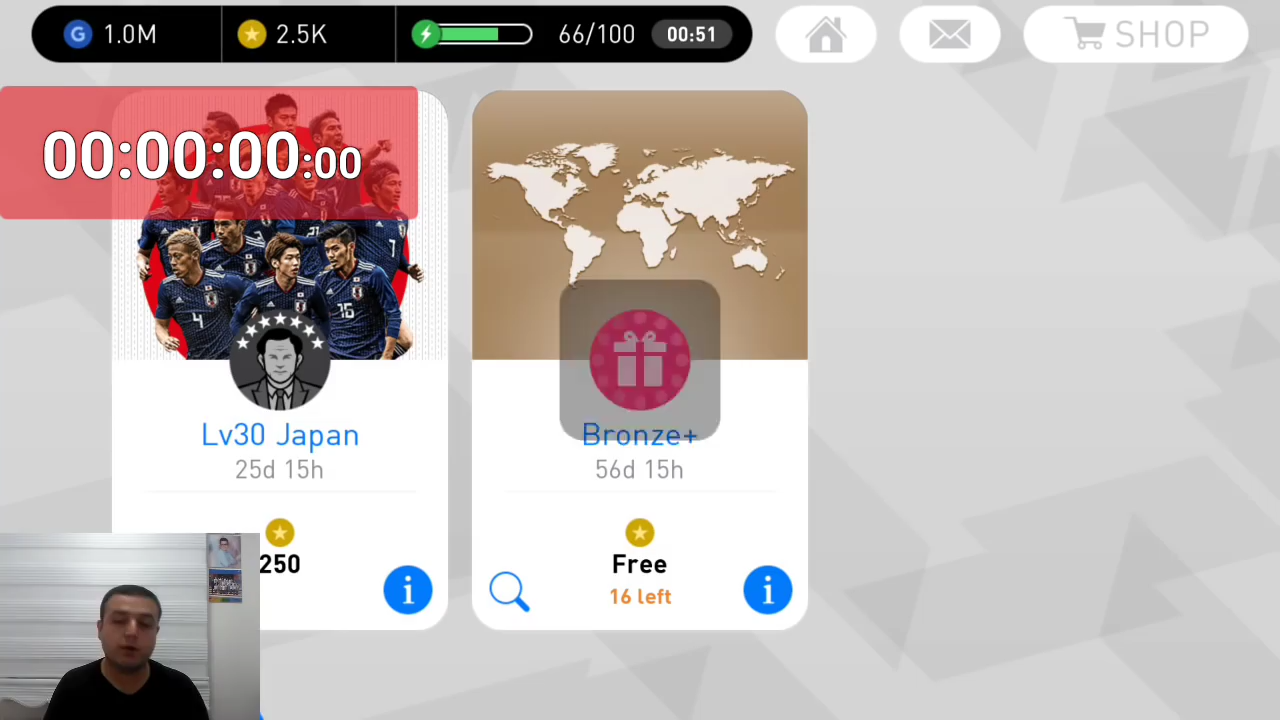 1.0M
2.5K
66/100
00:51
SHOP
00:00:00:00
Lv30 Japan
25d 15h
250
Bronze+
56d 15h
Free
16 left